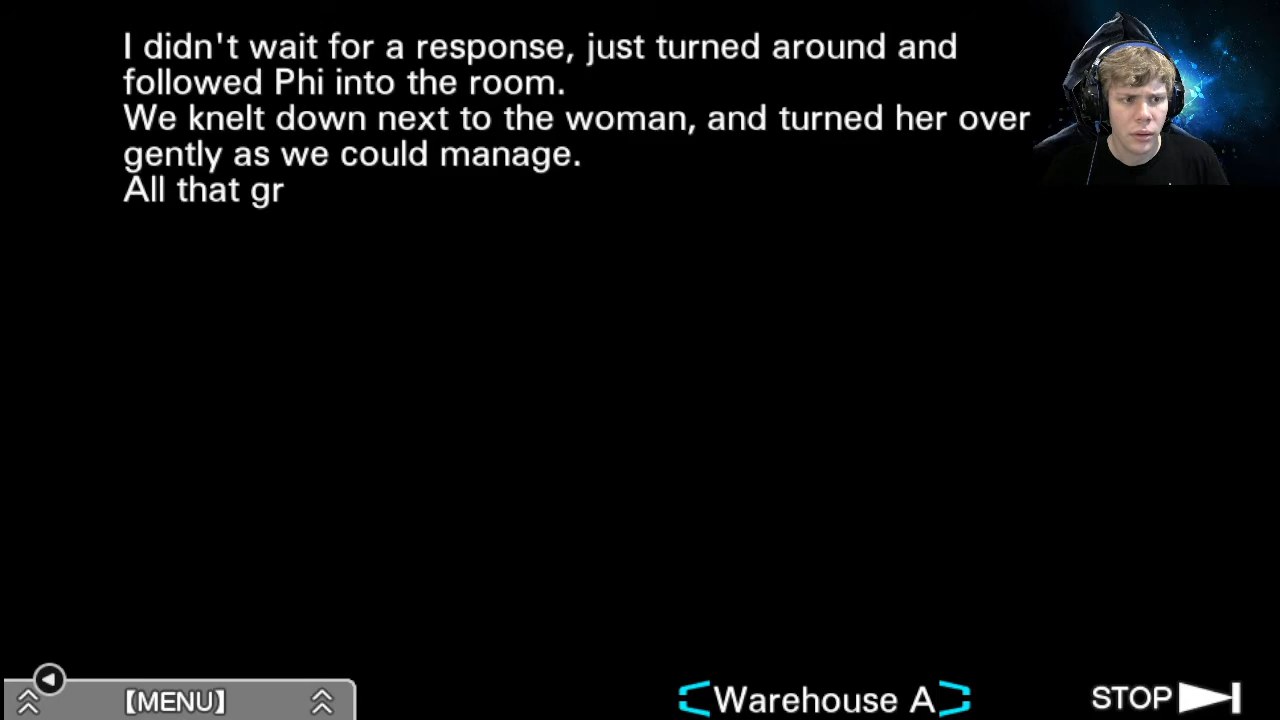 I didn't wait for a response, just turned around and
followed Phi into the room.
We knelt down next to the woman, and turned her over
gently as we could manage.
All that gr
【MENU】
Warehouse A
STOP